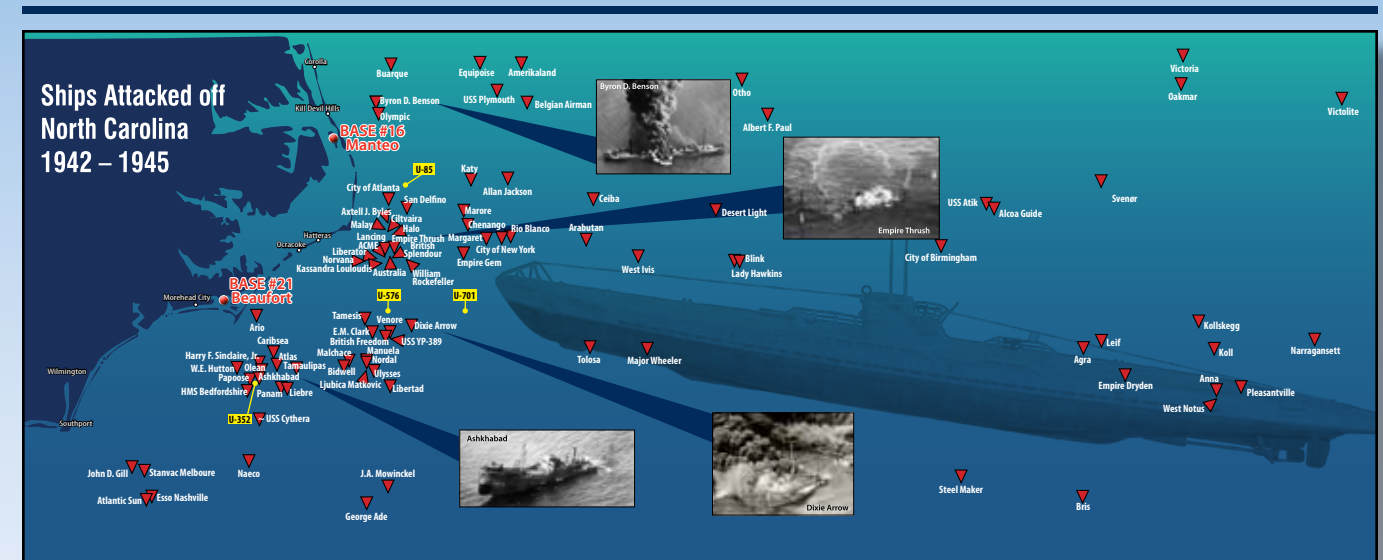 Ships Attacked off
North Carolina
1942 – 1945
Corolla
Kill Devil Hills
BASE #16
Manteo
Buarque
Equipoise
Amerikaland
USS Plymouth
Belgian Airman
Byron D. Benson
Olympic
Byron D. Benson
Otho
Albert F. Paul
Victoria
Oakmar
Victolite
U-85
City of Atlanta
San Delfino
Katy
Allan Jackson
Ceiba
Desert Light
Empire Thrush
USS Atik
Alcoa Guide
Svenør
Axtell J. Byles
Ciltvaira
Malay
Halo
Marore
Chenango
Rio Blanco
Arabutan
Hatteras
Ocracoke
Lancing
Empire Thrush
Margaret
ACME
British
Splendour
City of New York
Liberator
Norvana
Kassandra Louloudis
Australia
William
Rockefeller
Empire Gem
West Ivis
Blink
Lady Hawkins
City of Birmingham
BASE #21
Beaufort
Morehead City
U-576
U-701
Ario
Tamesis
Venore
Dixie Arrow
E.M. Clark
British Freedom
USS YP-389
Caribsea
Harry F. Sinclaire, Jr.
Atlas
Malchace
Manuela
Nordal
W.E. Hutton
Olean
Tamaulipas
Bidwell
Ulysses
Papoose
Ashkhabad
Ljubica Matkovic
Libertad
HMS Bedfordshire
Panam
Liebre
Tolosa
Major Wheeler
Kollskegg
Agra
Leif
Koll
Narragansett
Empire Dryden
Anna
Pleasantville
West Notus
Wilmington
Southport
U-352
USS Cythera
Ashkhabad
Dixie Arrow
John D. Gill
Stanvac Melboure
Naeco
J.A. Mowinckel
Atlantic Sun
Esso Nashville
George Ade
Steel Maker
Bris